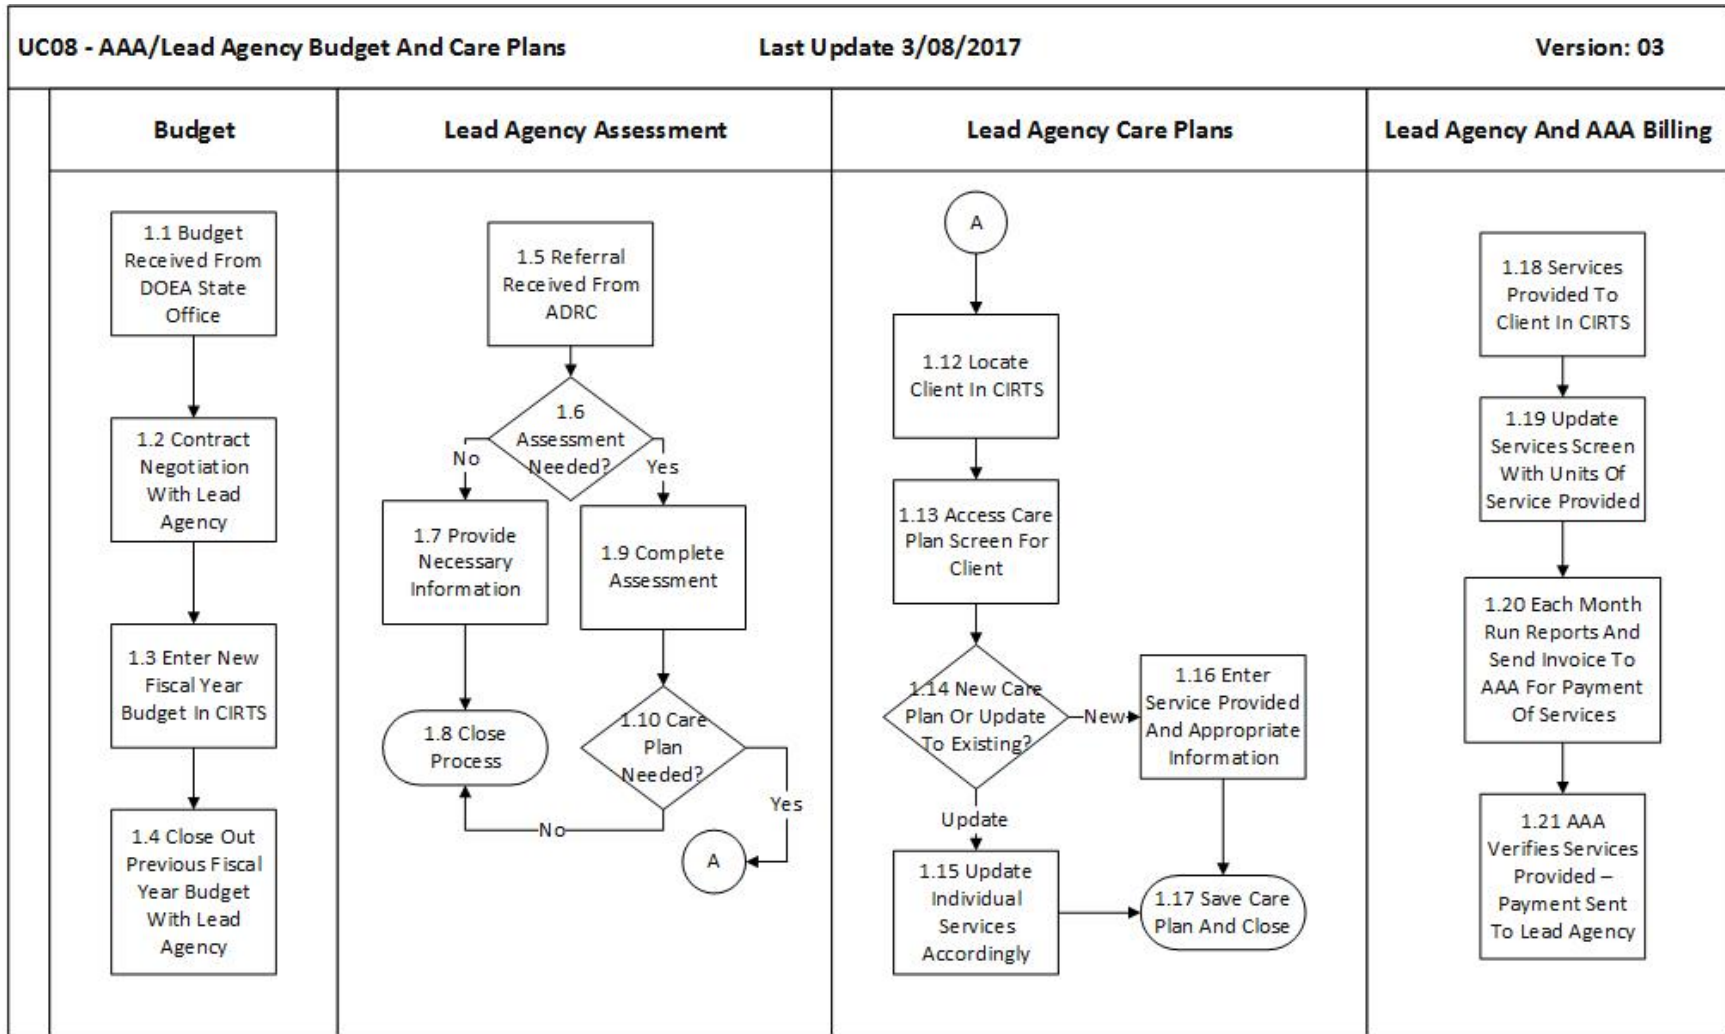 UC08 - AAA/Lead Agency Budget And Care Plans
Last Update 3/08/2017
Version: 03
Budget
Lead Agency Assessment
Lead Agency Care Plans
Lead Agency And AAA Billing
1.1 Budget
Received From
DOEA State
Office
1.2 Contract
Negotiation
With Lead
Agency
1.3 Enter New
Fiscal Year
Budget In CIRTS
1.4 Close Out
Previous Fiscal
Year Budget
With Lead
Agency
1.5 Referral
Received From
ADRC
1.6
Assessment
Needed?
No
Yes
1.7 Provide
Necessary
Information
1.9 Complete
Assessment
1.8 Close
Process
1.10 Care
Plan
Needed?
No
Yes
A
A
1.12 Locate
Client In CIRTS
1.13 Access Care
Plan Screen For
Client
1.14 New Care
Plan Or Update
To Existing?
New
1.16 Enter
Service Provided
And Appropriate
Information
Update
1.15 Update
Individual
Services
Accordingly
1.17 Save Care
Plan And Close
1.18 Services
Provided To
Client In CIRTS
1.19 Update
Services Screen
With Units Of
Service Provided
1.20 Each Month
Run Reports And
Send Invoice To
AAA For Payment
Of Services
1.21 AAA
Verifies Services
Provided –
Payment Sent
To Lead Agency